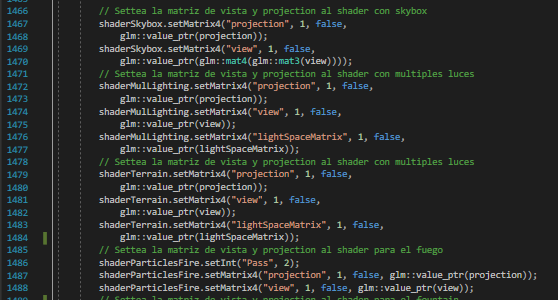 1466 // Settea la matriz de vista y projection al shader con skybox
1467 shaderSkybox.setMatrix4("projection", 1, false,
1468 glm::value_ptr(projection));
1469 shaderSkybox.setMatrix4("view", 1, false,
1470 glm::value_ptr(glm::mat4(glm::mat3(view))));
1471 // Settea la matriz de vista y projection al shader con multiples luces
1472 shaderMulLighting.setMatrix4("projection", 1, false,
1473 glm::value_ptr(projection));
1474 shaderMulLighting.setMatrix4("view", 1, false,
1475 glm::value_ptr(view));
1476 shaderMulLighting.setMatrix4("lightSpaceMatrix", 1, false,
1477 glm::value_ptr(lightSpaceMatrix));
1478 // Settea la matriz de vista y projection al shader con multiples luces
1479 shaderTerrain.setMatrix4("projection", 1, false,
1480 glm::value_ptr(projection));
1481 shaderTerrain.setMatrix4("view", 1, false,
1482 glm::value_ptr(view));
1483 shaderTerrain.setMatrix4("lightSpaceMatrix", 1, false,
1484 glm::value_ptr(lightSpaceMatrix));
1485 // Settea la matriz de vista y projection al shader para el fuego
1486 shaderParticlesFire.setInt("Pass", 2);
1487 shaderParticlesFire.setMatrix4("projection", 1, false, glm::value_ptr(projection));
1488 shaderParticlesFire.setMatrix4("view", 1, false, glm::value_ptr(view));
// Settea la matriz de vista y projection al shader para el fountain